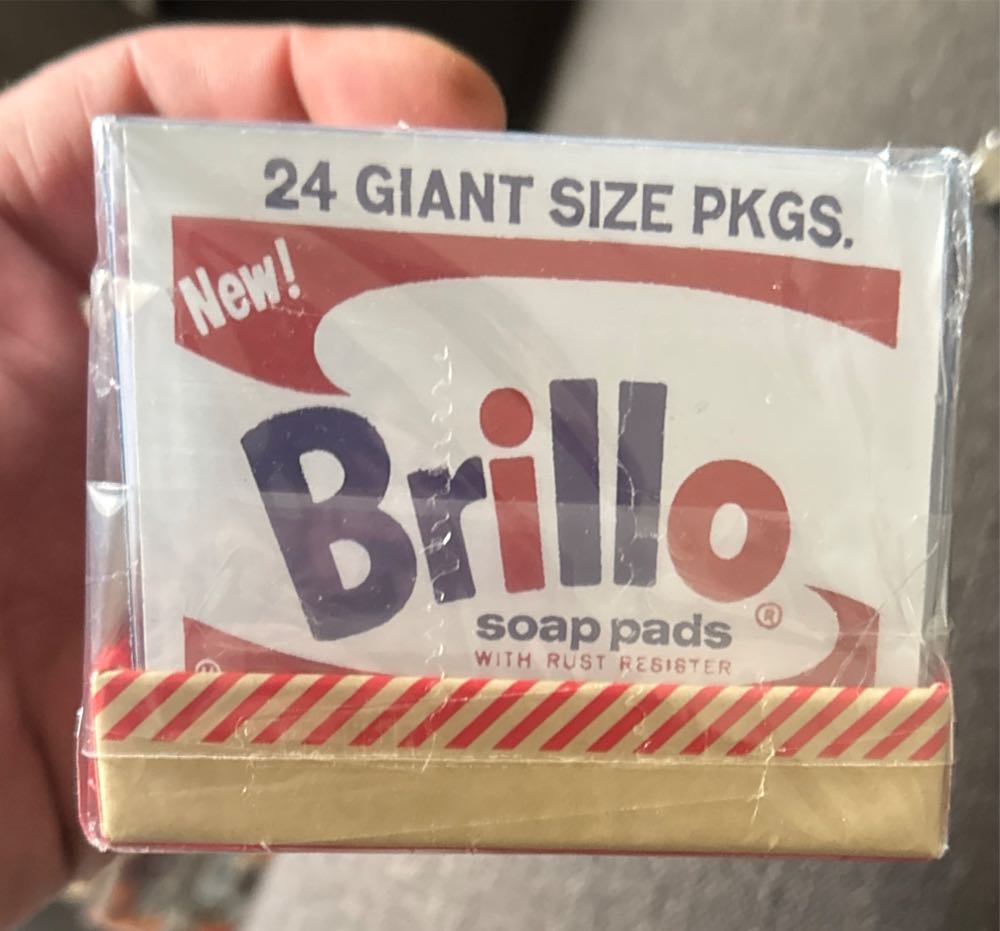 24 GIANT SIZE PKGS.
New!
Brillo®
soap pads
WITH RUST RESISTER